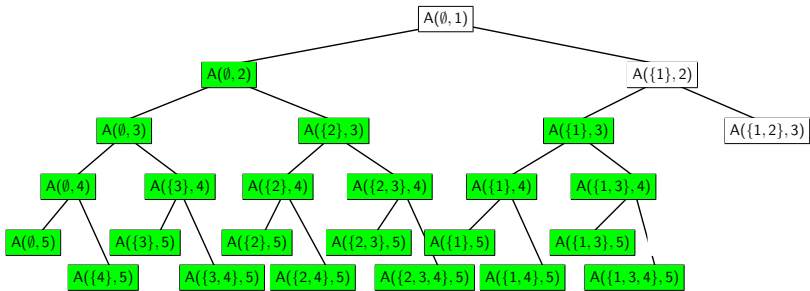 A(∅, 1)
A(∅, 2)
A({1}, 2)
A(∅, 3)
A({2}, 3)
A({1}, 3)
A({1, 2}, 3)
A(∅, 4)
A({3}, 4)
A({2}, 4)
A({2, 3}, 4)
A({1}, 4)
A({1, 3}, 4)
A(∅, 5)
A({3}, 5)
A({2}, 5)
A({2, 3}, 5)
A({1}, 5)
A({1, 3}, 5)
A({4}, 5)
A({3, 4}, 5)
A({2, 4}, 5)
A({2, 3, 4}, 5)
A({1, 4}, 5)
A({1, 3, 4}, 5)